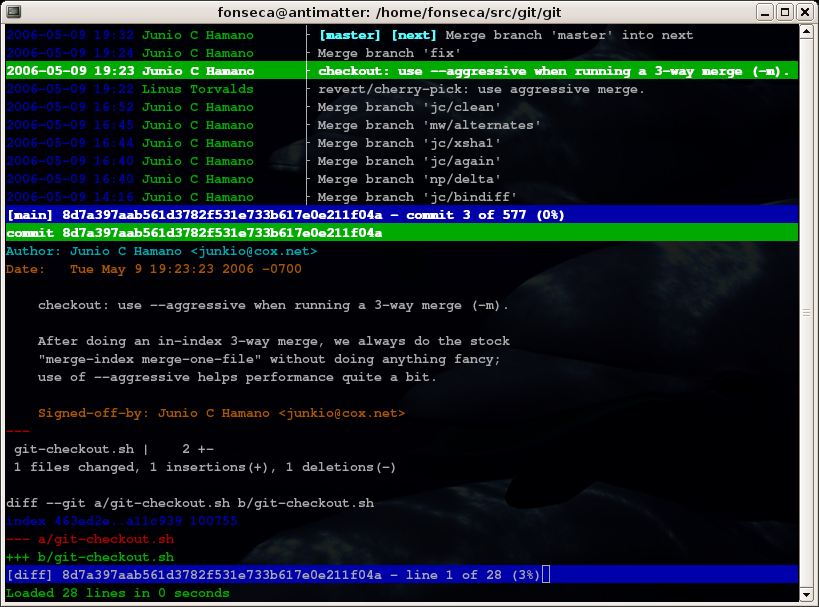 fonseca@antimatter: /home/fonseca/src/git/git
2006-05-09 19:32 Junio C Hamano [master] [next] Merge branch 'master' into next
2006-05-09 19:24 Junio C Hamano Merge branch 'fix'
2006-05-09 19:23 Junio C Hamano checkout: use --aggressive when running a 3-way merge (-m).
2006-05-09 19:22 Linus Torvalds revert/cherry-pick: use aggressive merge.
2006-05-09 16:52 Junio C Hamano Merge branch 'jc/clean'
2006-05-09 16:45 Junio C Hamano Merge branch 'mw/alternates'
2006-05-09 16:44 Junio C Hamano Merge branch 'jc/xsha1'
2006-05-09 16:40 Junio C Hamano Merge branch 'jc/again'
2006-05-09 16:40 Junio C Hamano Merge branch 'np/delta'
2006-05-09 14:16 Junio C Hamano Merge branch 'jc/bindiff'
[main] 8d7a397aab561d3782f531e733b617e0e211f04a - commit 3 of 577 (0%)
commit 8d7a397aab561d3782f531e733b617e0e211f04a
Author: Junio C Hamano <junkio@cox.net>
Date:   Tue May 9 19:23:23 2006 -0700
checkout: use --aggressive when running a 3-way merge (-m).
After doing an in-index 3-way merge, we always do the stock
"merge-index merge-one-file" without doing anything fancy;
use of --aggressive helps performance quite a bit.
Signed-off-by: Junio C Hamano <junkio@cox.net>
---
git-checkout.sh |    2 +-
1 files changed, 1 insertions(+), 1 deletions(-)
diff --git a/git-checkout.sh b/git-checkout.sh
index 463ed2e..a11c939 100755
--- a/git-checkout.sh
+++ b/git-checkout.sh
[diff] 8d7a397aab561d3782f531e733b617e0e211f04a - line 1 of 28 (3%)
Loaded 28 lines in 0 seconds